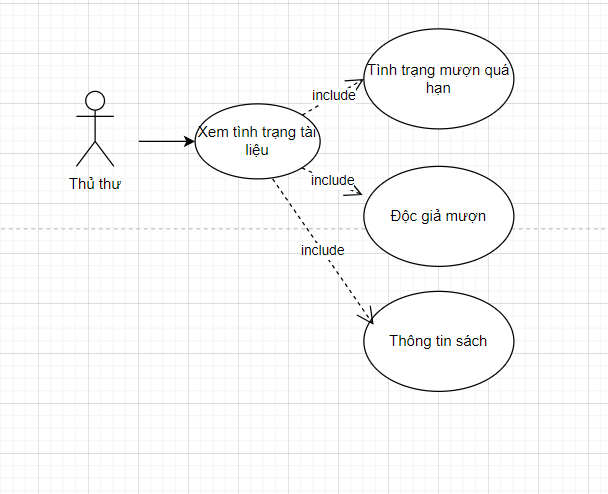 Tình trạng mượn quá
hạn
include
Xem tình trạng tài
liệu
Thủ thư
include
Độc giả mượn
include
Thông tin sách